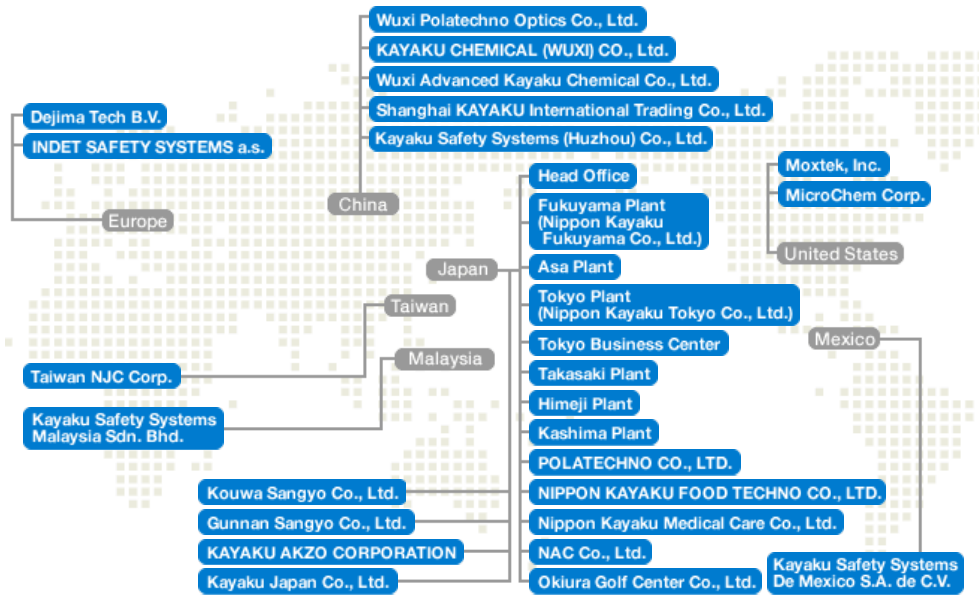 Wuxi Polatechno Optics Co., Ltd.
KAYAKU CHEMICAL (WUXI) CO., Ltd.
Wuxi Advanced Kayaku Chemical Co., Ltd.
Shanghai KAYAKU International Trading Co., Ltd.
Kayaku Safety Systems (Huzhou) Co., Ltd.
China
Dejima Tech B.V.
INDET SAFETY SYSTEMS a.s.
Europe
Moxtek, Inc.
MicroChem Corp.
United States
Japan
Head Office
Fukuyama Plant
(Nippon Kayaku
Fukuyama Co., Ltd.)
Asa Plant
Tokyo Plant
(Nippon Kayaku Tokyo Co., Ltd.)
Tokyo Business Center
Takasaki Plant
Himeji Plant
Kashima Plant
POLATECHNO CO., LTD.
NIPPON KAYAKU FOOD TECHNO CO., LTD.
Nippon Kayaku Medical Care Co., Ltd.
NAC Co., Ltd.
Okiura Golf Center Co., Ltd.
Kouwa Sangyo Co., Ltd.
Gunnan Sangyo Co., Ltd.
KAYAKU AKZO CORPORATION
Kayaku Japan Co., Ltd.
Taiwan
Taiwan NJC Corp.
Malaysia
Kayaku Safety Systems
Malaysia Sdn. Bhd.
Mexico
Kayaku Safety Systems
De Mexico S.A. de C.V.